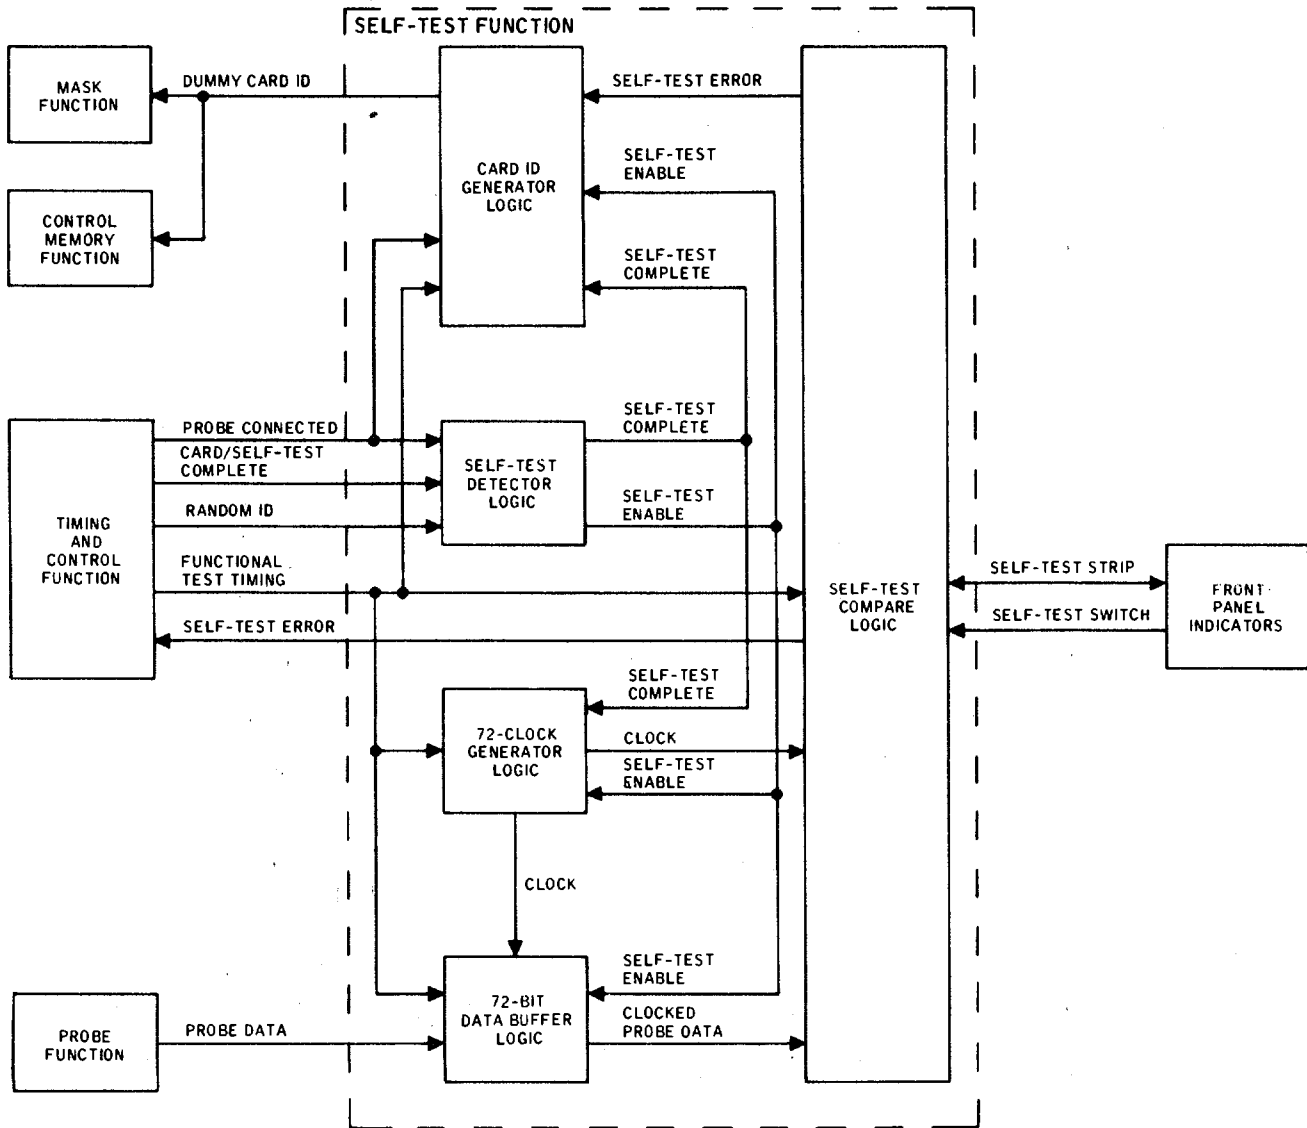 SELF-TEST FUNCTION
MASK
FUNCTION
DUMMY CARD ID
SELF-TEST ERROR
CARD ID
GENERATOR
LOGIC
SELF-TEST
ENABLE
CONTROL
MEMORY
FUNCTION
SELF-TEST
COMPLETE
PROBE CONNECTED
CARD/SELF-TEST
COMPLETE
RANDOM ID
FUNCTIONAL
TEST TIMING
SELF-TEST ERROR
TIMING
AND
CONTROL
FUNCTION
SELF-TEST
DETECTOR
LOGIC
SELF-TEST
COMPLETE
SELF-TEST
ENABLE
SELF-TEST
COMPARE
LOGIC
SELF-TEST STRIP
SELF-TEST SWITCH
FRONT-
PANEL
INDICATORS
72-CLOCK
GENERATOR
LOGIC
SELF-TEST
COMPLETE
CLOCK
SELF-TEST
ENABLE
CLOCK
72-BIT
DATA BUFFER
LOGIC
SELF-TEST
ENABLE
CLOCKED
PROBE DATA
PROBE
FUNCTION
PROBE DATA